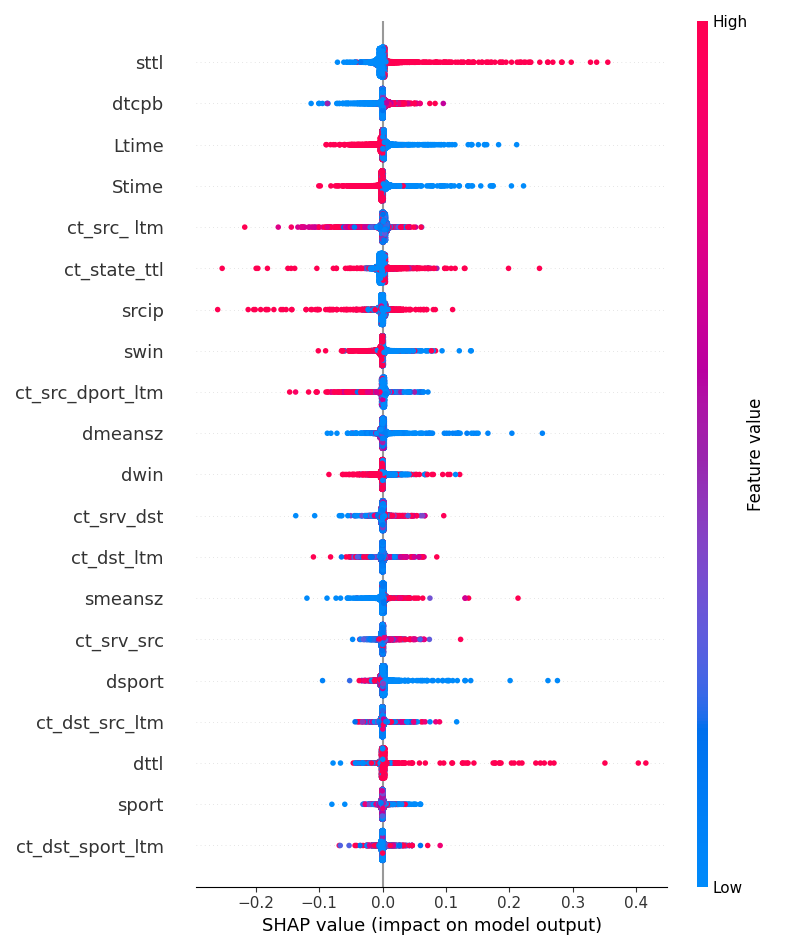 High
sttl
dtcpb
Ltime
Stime
ct_src_ ltm
ct_state_ttl
srcip
swin
ct_src_dport_ltm
dmeansz
dwin
ct_srv_dst
ct_dst_ltm
smeansz
ct_srv_src
dsport
ct_dst_src_ltm
dttl
sport
ct_dst_sport_ltm
Feature value
Low
−0.2 −0.1 0.0 0.1 0.2 0.3 0.4
SHAP value (impact on model output)